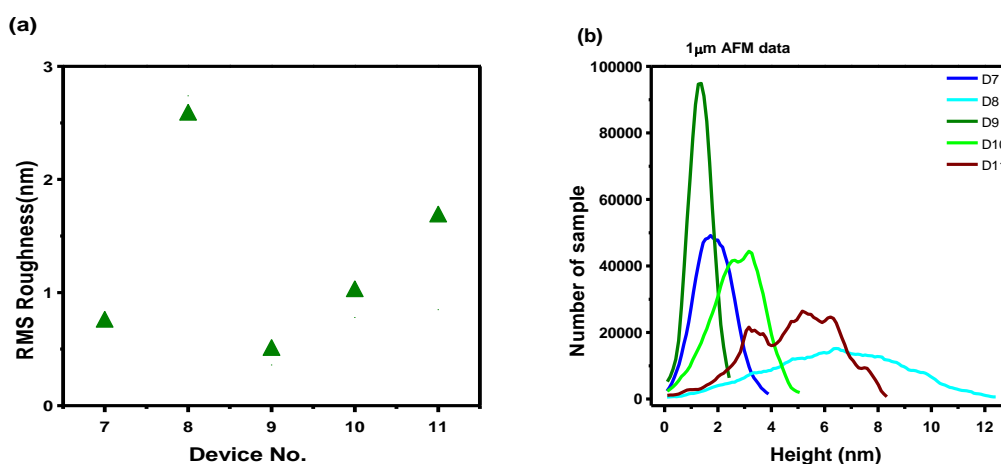 (a)
3
2
1
0
7
8
9
10
11
RMS Roughness(nm)
Device No.
(b)
1μm AFM data
100000
80000
60000
40000
20000
0
0
2
4
6
8
10
12
Number of sample
Height (nm)
D7
D8
D9
D10
D11